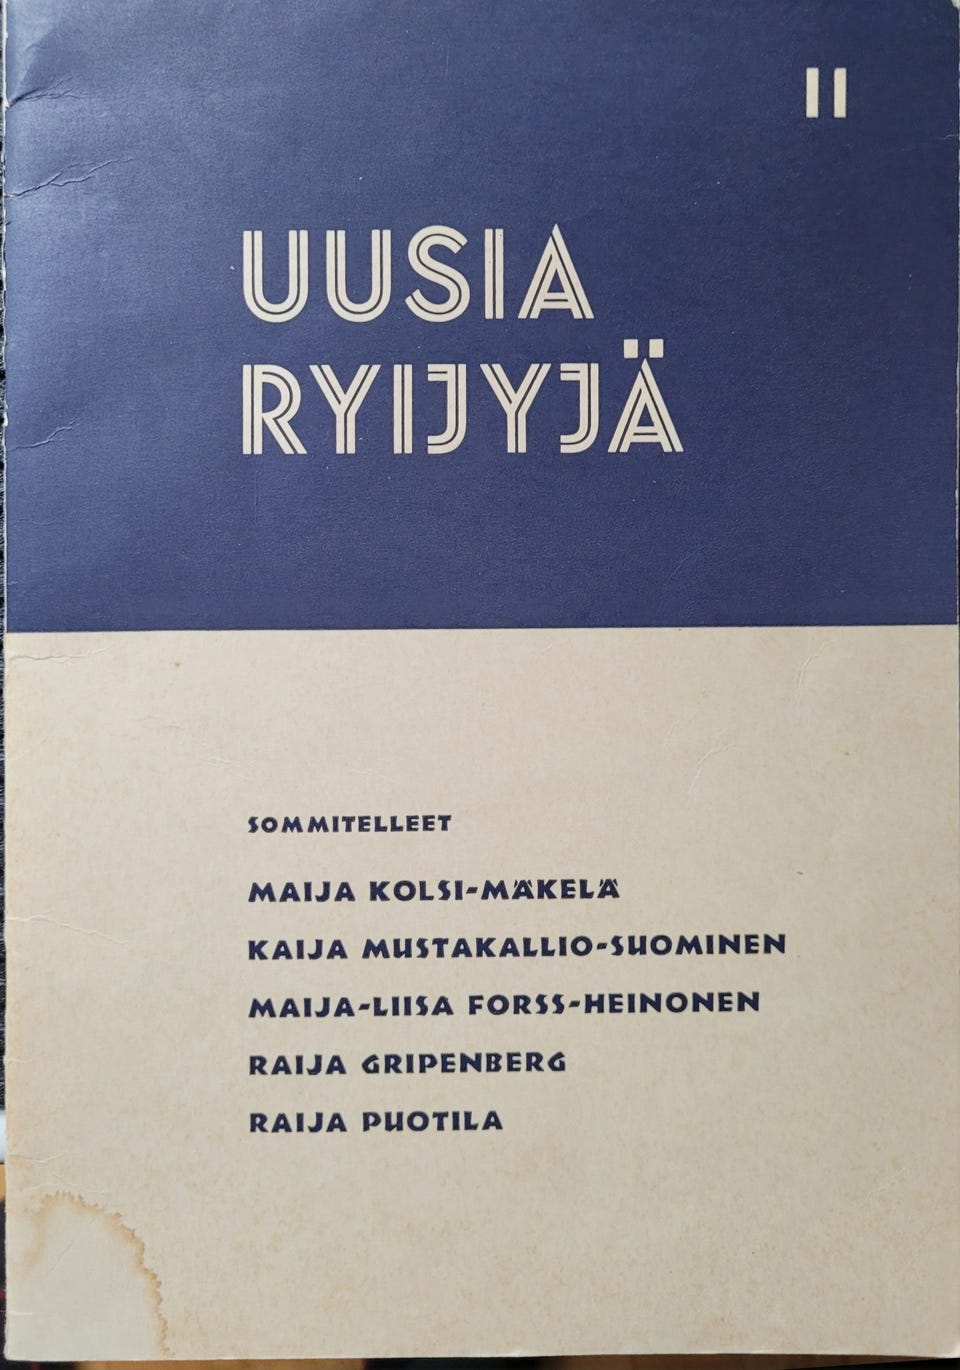 II
UUSIA
RYIJYJÄ
SOMMITELLEET
MAIJA KOLSI-MÄKELÄ
KAIJA MUSTAKALLIO-SUOMINEN
MAIJA-LIISA FORSS-HEINONEN
RAIJA GRIPENBERG
RAIJA PUOTILA